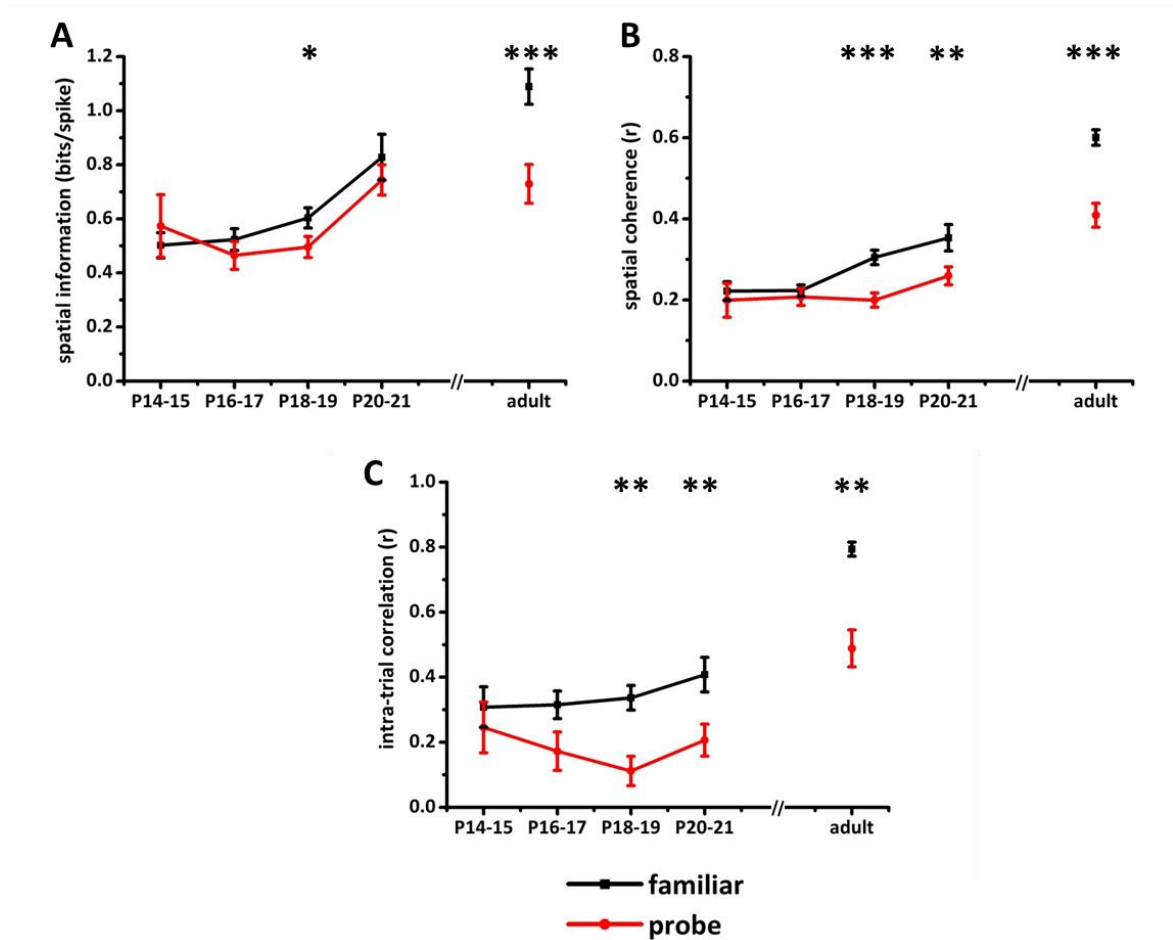 A
* ***
spatial information (bits/spike)
1.2
1.0
0.8
0.6
0.4
0.2
0.0
P14-15 P16-17 P18-19 P20-21 // adult
B
*** ** ***
spatial coherence (r)
0.8
0.6
0.4
0.2
0.0
P14-15 P16-17 P18-19 P20-21 // adult
C
** ** **
intra-trial correlation (r)
1.0
0.8
0.6
0.4
0.2
0.0
P14-15 P16-17 P18-19 P20-21 // adult
familiar
probe